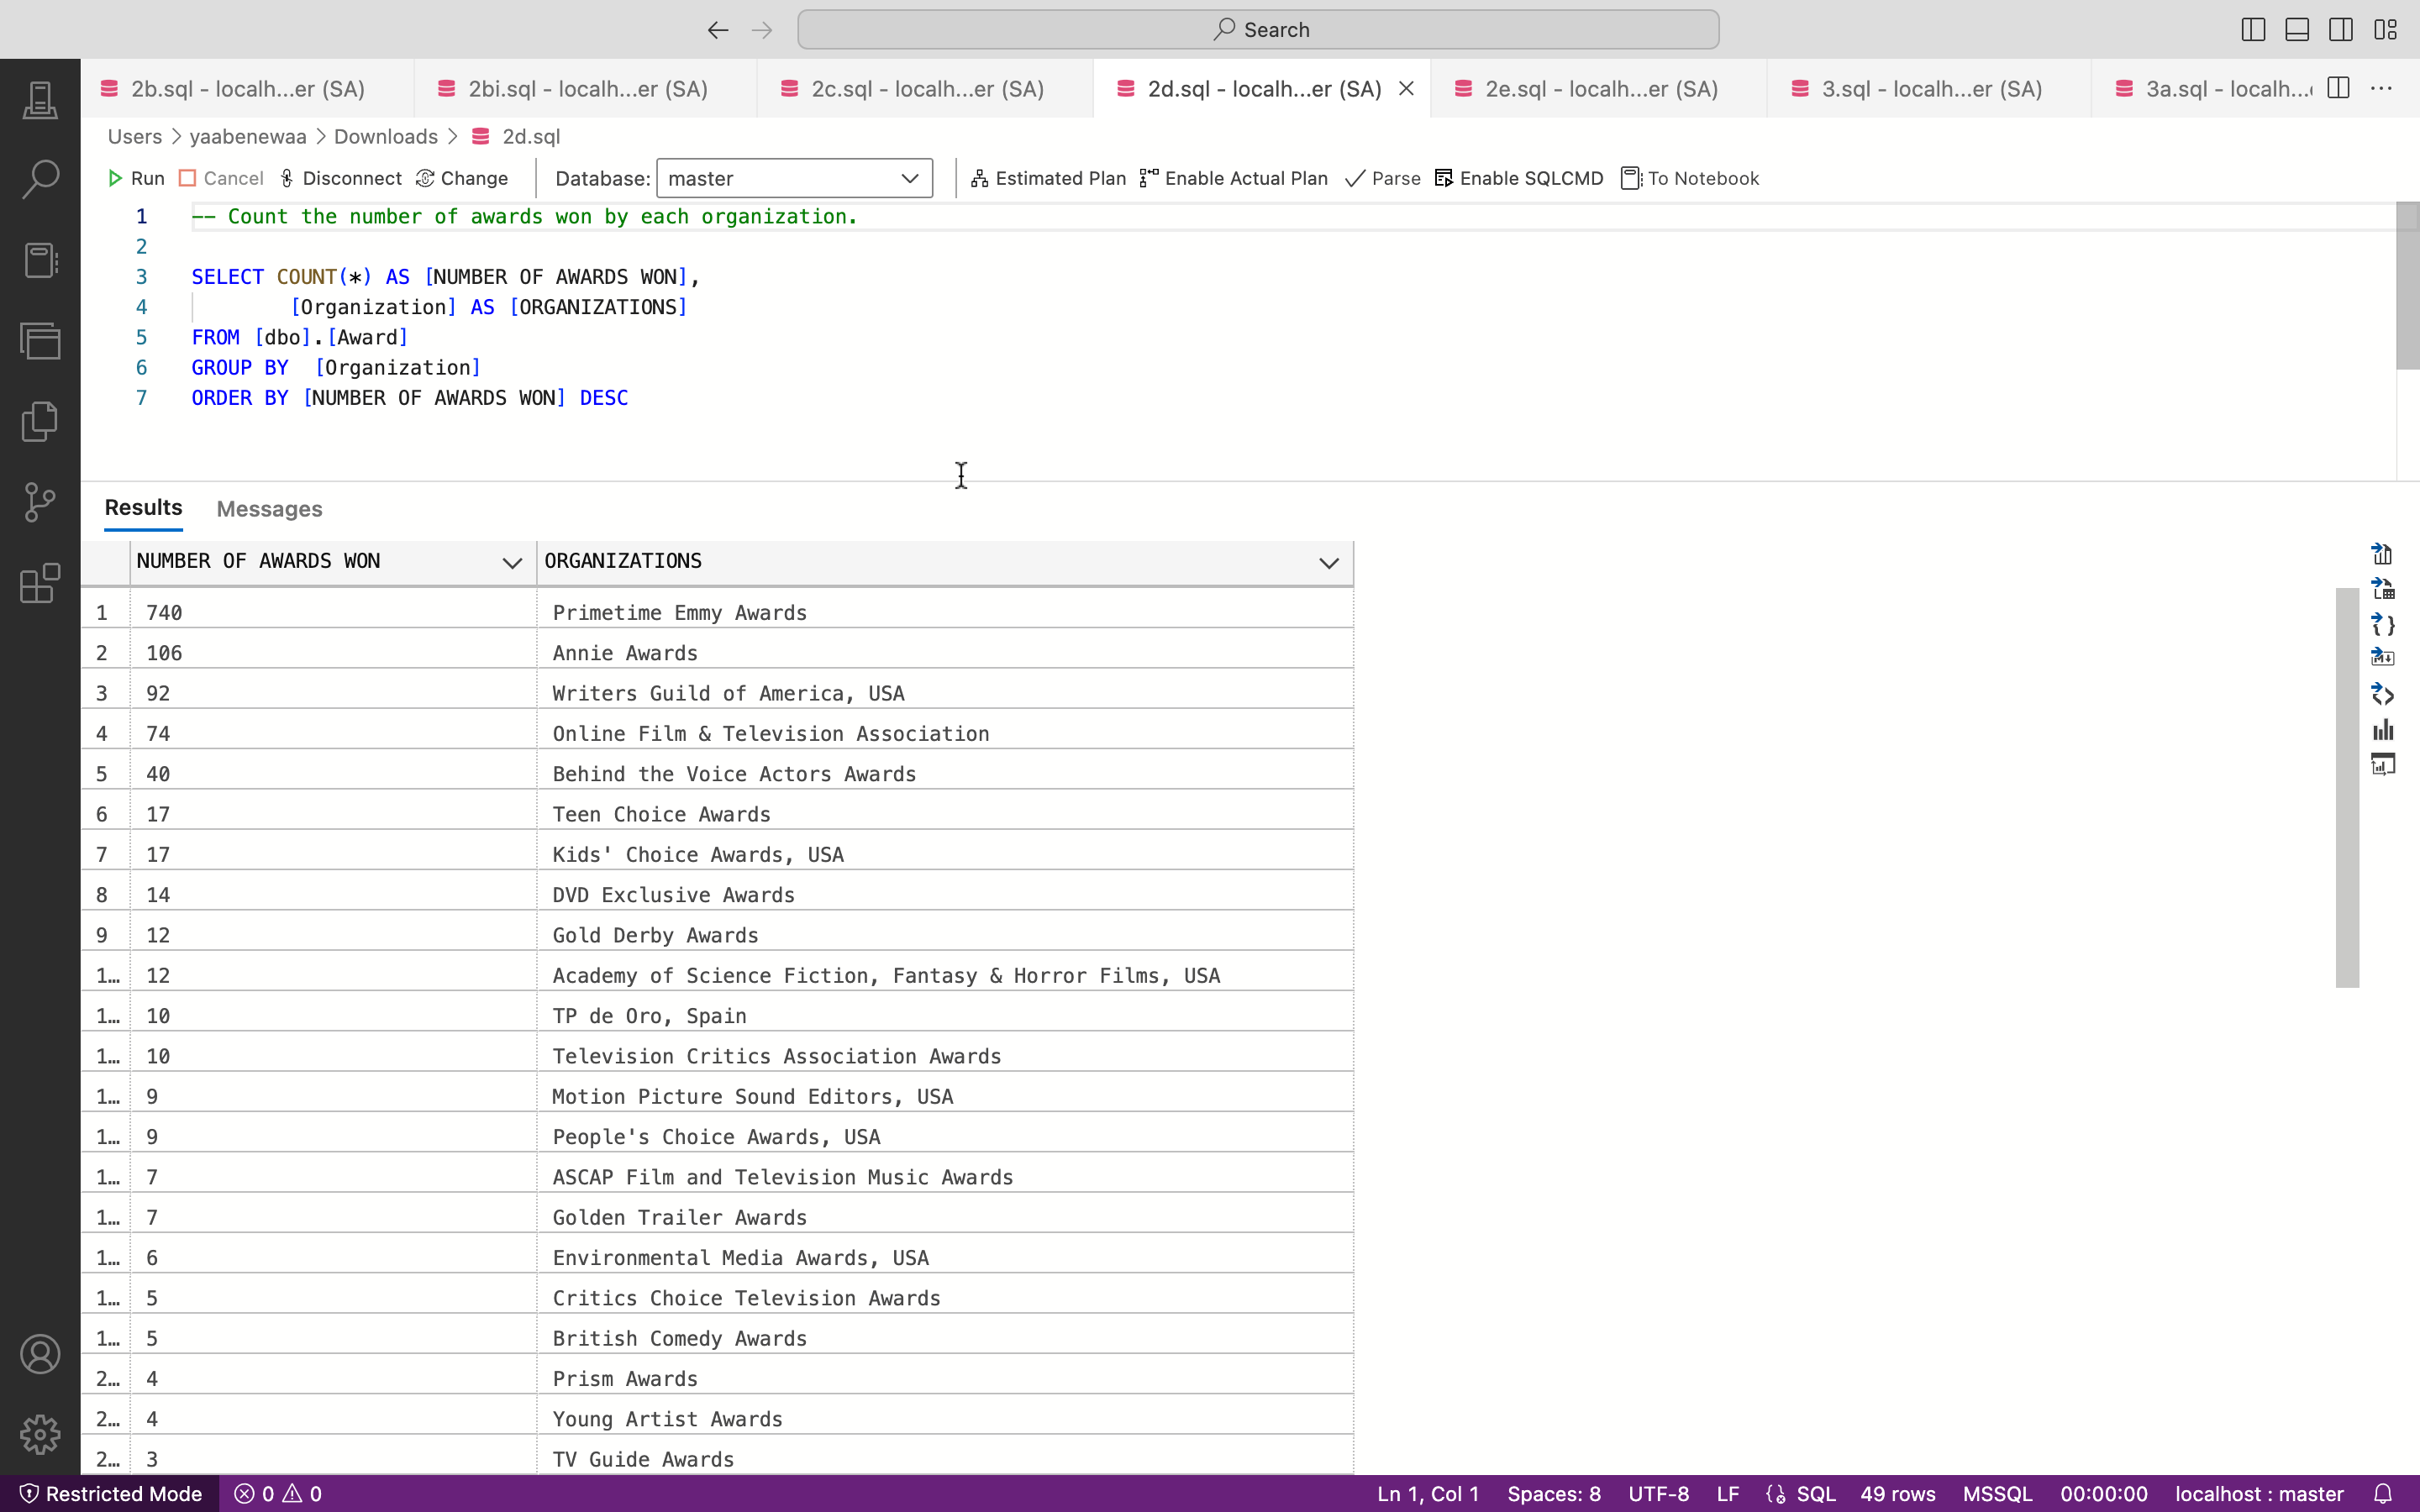 Search
2b.sql - localh...er (SA)
2bi.sql - localh...er (SA)
2c.sql - localh...er (SA)
2d.sql - localh...er (SA)
2e.sql - localh...er (SA)
3.sql - localh...er (SA)
3a.sql - localh...
Users > yaabenewaa > Downloads > 2d.sql
Run Cancel Disconnect Change Database: master Estimated Plan Enable Actual Plan Parse Enable SQLCMD To Notebook
1 -- Count the number of awards won by each organization.
2
3 SELECT COUNT(*) AS [NUMBER OF AWARDS WON],
4 [Organization] AS [ORGANIZATIONS]
5 FROM [dbo].[Award]
6 GROUP BY [Organization]
7 ORDER BY [NUMBER OF AWARDS WON] DESC
Results Messages
NUMBER OF AWARDS WON ORGANIZATIONS
1 740 Primetime Emmy Awards
2 106 Annie Awards
3 92 Writers Guild of America, USA
4 74 Online Film & Television Association
5 40 Behind the Voice Actors Awards
6 17 Teen Choice Awards
7 17 Kids' Choice Awards, USA
8 14 DVD Exclusive Awards
9 12 Gold Derby Awards
1… 12 Academy of Science Fiction, Fantasy & Horror Films, USA
1… 10 TP de Oro, Spain
1… 10 Television Critics Association Awards
1… 9 Motion Picture Sound Editors, USA
1… 9 People's Choice Awards, USA
1… 7 ASCAP Film and Television Music Awards
1… 7 Golden Trailer Awards
1… 6 Environmental Media Awards, USA
1… 5 Critics Choice Television Awards
1… 5 British Comedy Awards
2… 4 Prism Awards
2… 4 Young Artist Awards
2… 3 TV Guide Awards
Restricted Mode 0 0 Ln 1, Col 1 Spaces: 8 UTF-8 LF SQL 49 rows MSSQL 00:00:00 localhost : master